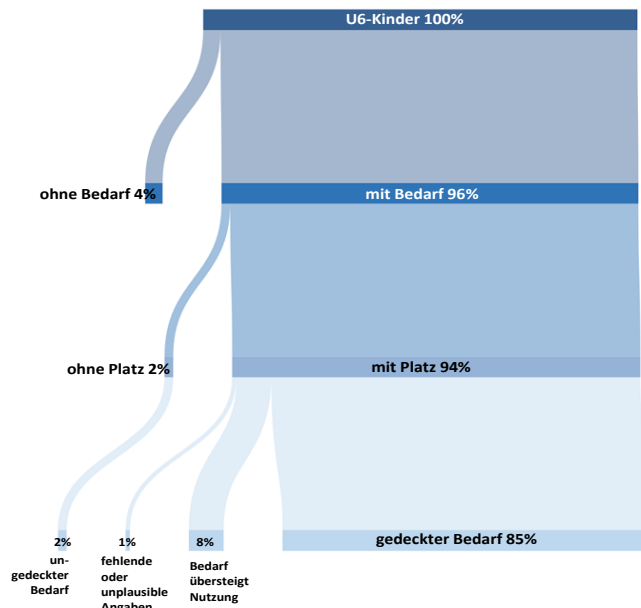 U6-Kinder 100%
ohne Bedarf 4%
mit Bedarf 96%
ohne Platz 2%
mit Platz 94%
2%
un-
gedeckter
Bedarf
1%
fehlende
oder
unplausible
Angaben
8%
Bedarf
übersteigt
Nutzung
gedeckter Bedarf 85%